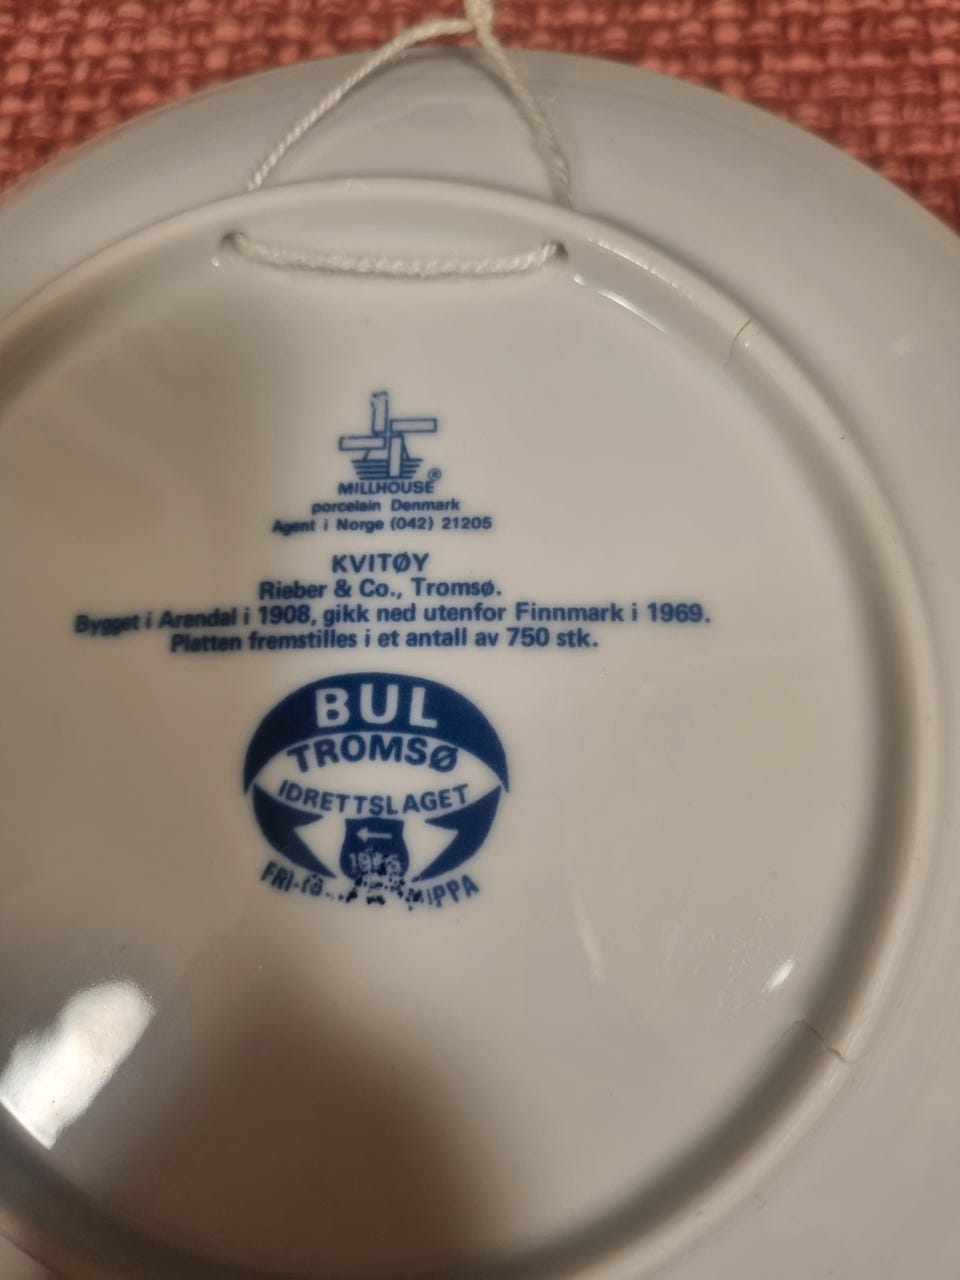 MILLHOUSE®
porcelain Denmark
Agent i Norge (042) 21205
KVITØY
Rieber & Co., Tromsø.
Bygget i Arendal i 1908, gikk ned utenfor Finnmark i 1969.
Platten fremstilles i et antall av 750 stk.
BUL
TROMSØ
IDRETTSLAGET